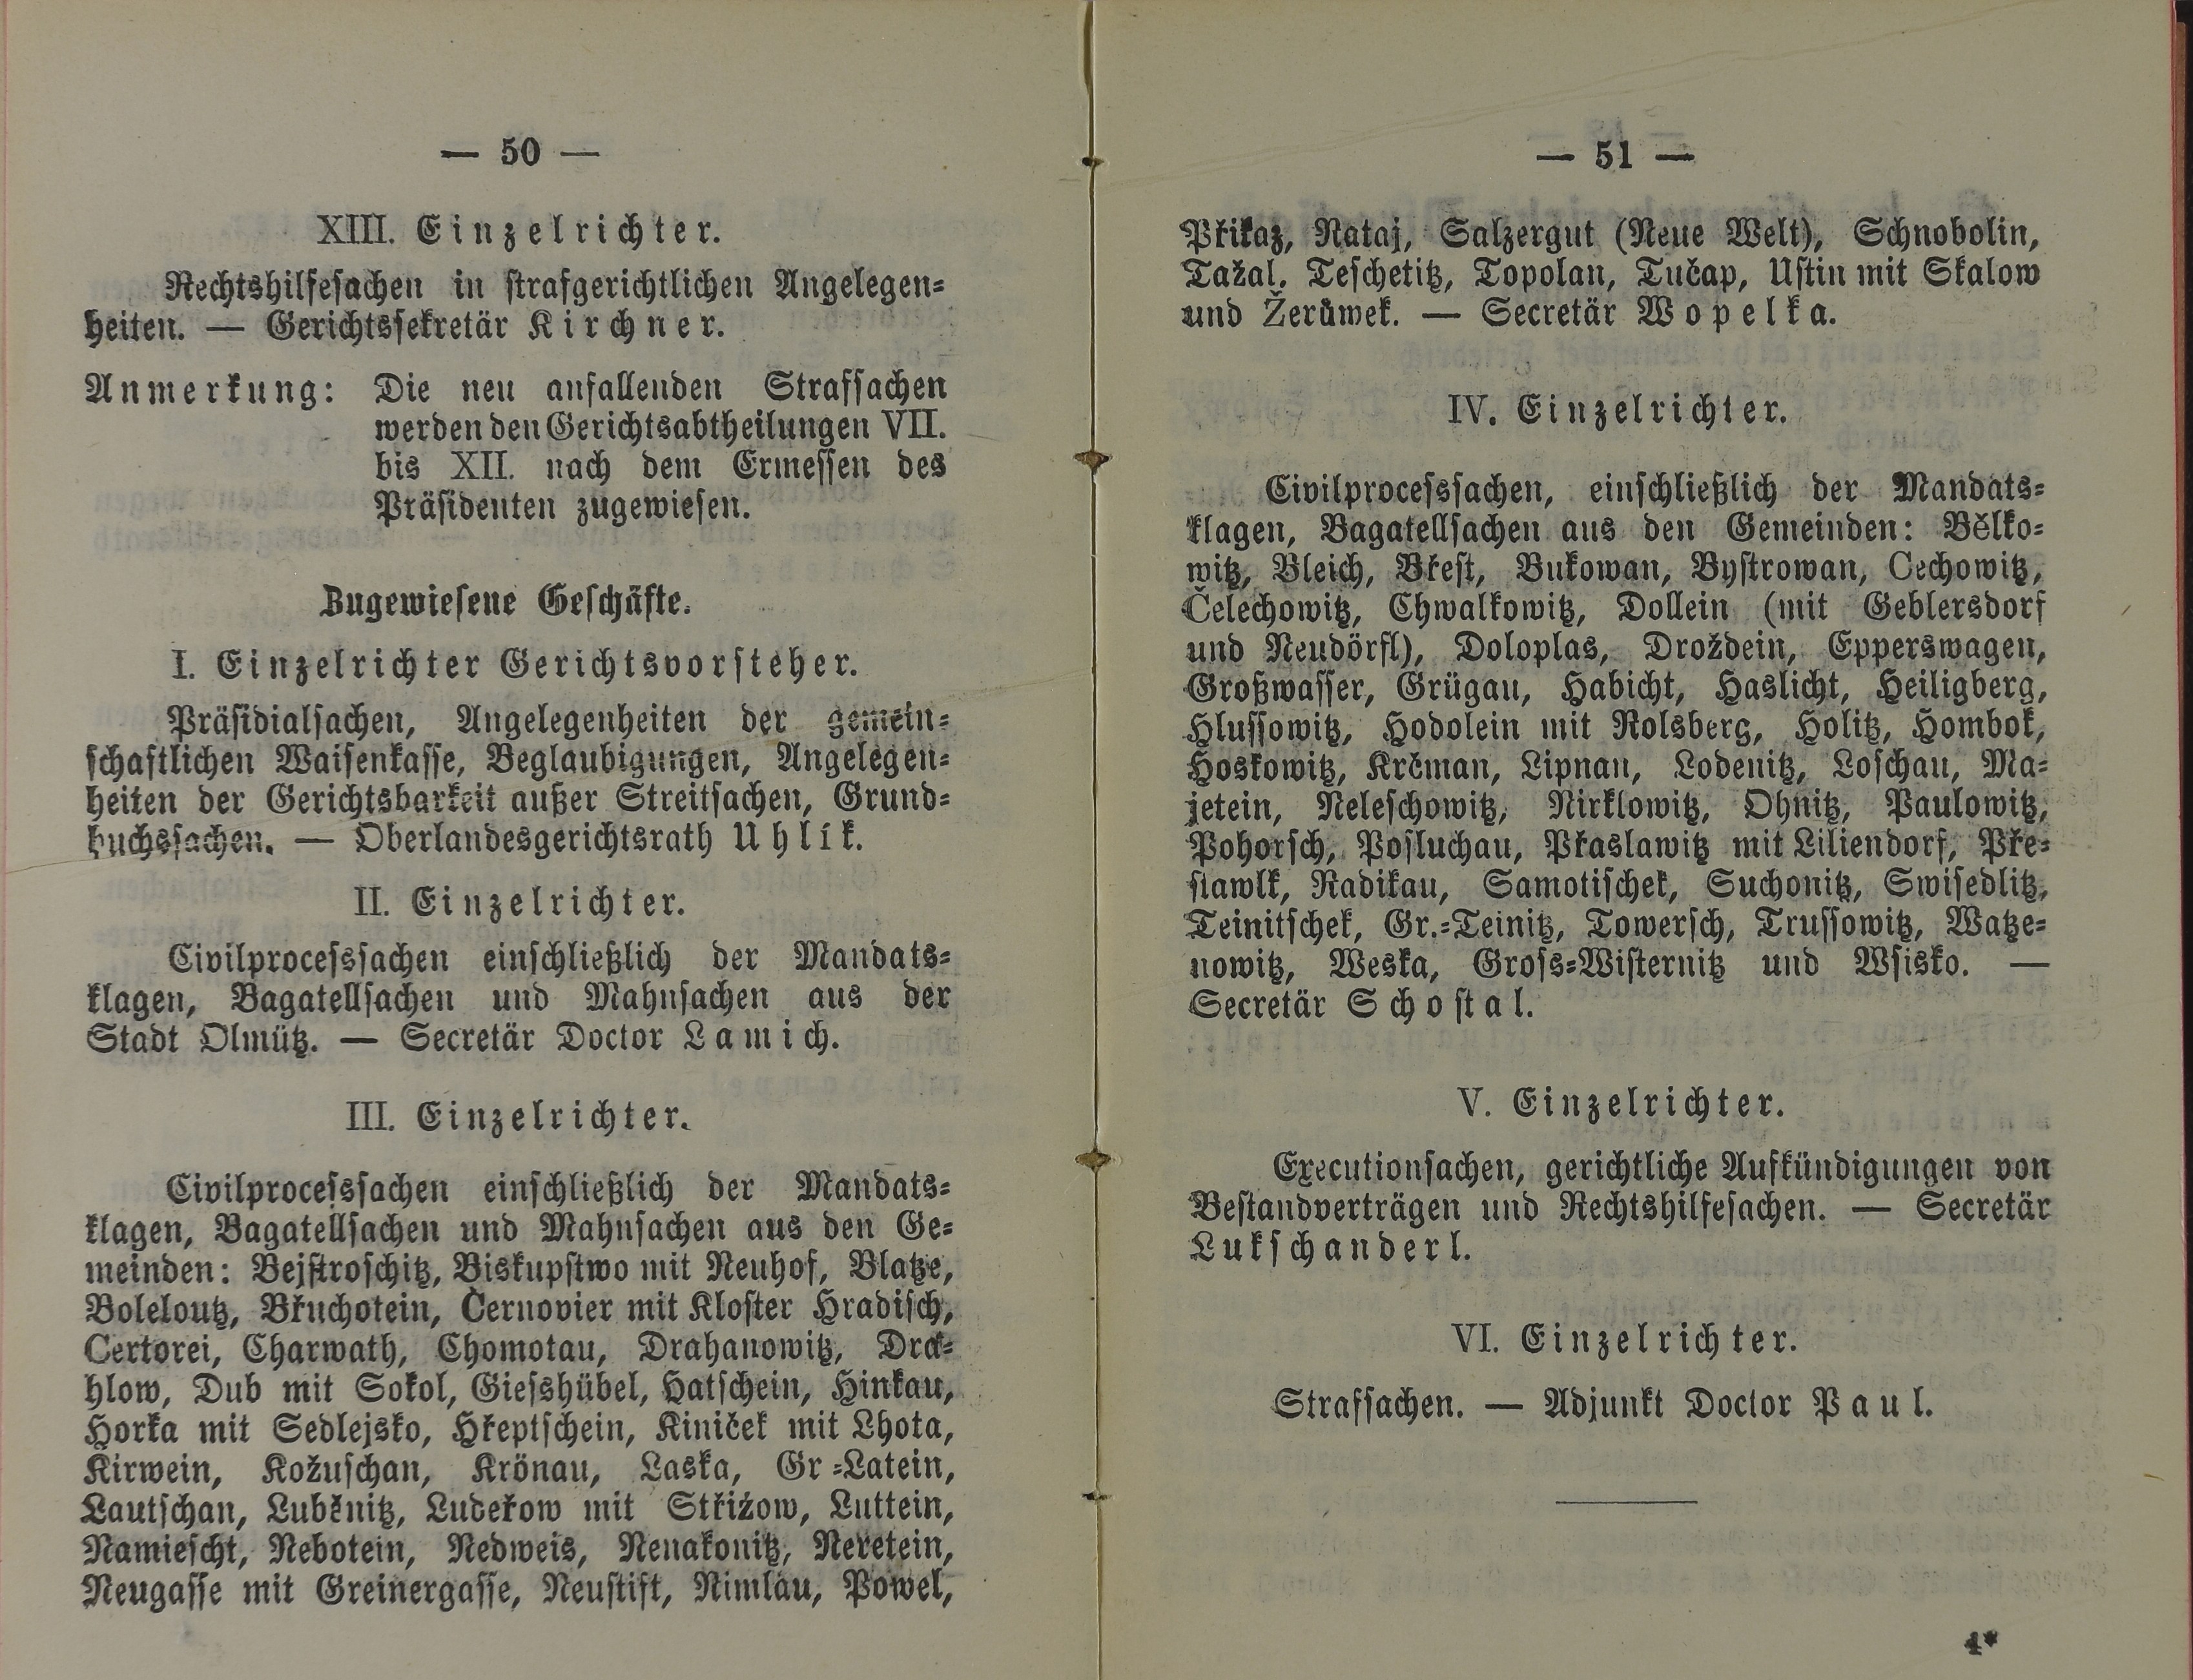 — 50 —
XIII. Einzelrichter.
Rechtshilfesachen in strafgerichtlichen Angelegen=
heiten. — Gerichtssekretär Kirchner.
Anmerkung: Die neu anfallenden Strafsachen
werden den Gerichtsabtheilungen VII.
bis XII. nach dem Ermessen des
Präsidenten zugewiesen.
Zugewiesene Geschäfte.
I. Einzelrichter Gerichtsvorsteher.
Präsidialsachen, Angelegenheiten der gemein=
schaftlichen Waisenkasse, Beglaubigungen, Angelegen=
heiten der Gerichtsbarkeit außer Streitsachen, Grund=
buchssachen. — Oberlandesgerichtsrath Uhlík.
II. Einzelrichter.
Civilprocesssachen einschließlich der Mandats=
klagen, Bagatellsachen und Mahnsachen aus der
Stadt Olmütz. — Secretär Doctor Lamich.
III. Einzelrichter.
Civilprocesssachen einschließlich der Mandats=
klagen, Bagatellsachen und Mahnsachen aus den Ge=
meinden: Bejstroschitz, Biskupstwo mit Neuhof, Blatze,
Boleloutz, Břuchotein, Černovier mit Kloster Hradisch,
Certorei, Charwath, Chomotau, Drahanowitz, Dra=
hlow, Dub mit Sokol, Giesshübel, Hatschein, Hinkau,
Horka mit Sedlejsko, Hřeptschein, Kiniček mit Lhota,
Kirwein, Kožuschan, Krönau, Laska, Gr =Latein,
Lautschan, Luběnitz, Luderow mit Střižow, Luttein,
Namiescht, Nebotein, Nedweis, Nenakonitz, Neretein,
Neugasse mit Greinergasse, Neustift, Nimlau, Powel,
— 51 —
Přikaz, Rataj, Salzergut (Neue Welt), Schnobolin,
Tažal, Teschetitz, Topolan, Tučap, Ustin mit Skalow
und Žerůwek. — Secretär Wopelka.
IV. Einzelrichter.
Civilprocesssachen, einschließlich der Mandats=
klagen, Bagatellsachen aus den Gemeinden: Bělko=
witz, Bleich, Břest, Bukowan, Bystrowan, Cechowitz,
Čelechowitz, Chwalkowitz, Dollein (mit Geblersdorf
und Neudörfl), Doloplas, Droždein, Epperswagen,
Großwasser, Grügau, Habicht, Haslicht, Heiligberg,
Hlussowitz, Hodolein mit Rolsberg, Holitz, Hombok,
Hoskowitz, Krčman, Lipnau, Lodenitz, Loschau, Ma=
jetein, Neleschowitz, Nirklowitz, Ohnitz, Paulowitz,
Pohorsch, Posluchau, Přaslawitz mit Liliendorf, Pře=
stawlk, Radikau, Samotischek, Suchonitz, Swisedlitz,
Teinitschek, Gr.=Teinitz, Towersch, Trussowitz, Watze=
nowitz, Weska, Gross=Wisternitz und Wsisko. —
Secretär Schostal.
V. Einzelrichter.
Executionsachen, gerichtliche Aufkündigungen von
Bestandverträgen und Rechtshilfesachen. — Secretär
Lukschanderl.
VI. Einzelrichter.
Strafsachen. — Adjunkt Doctor Paul.
4*